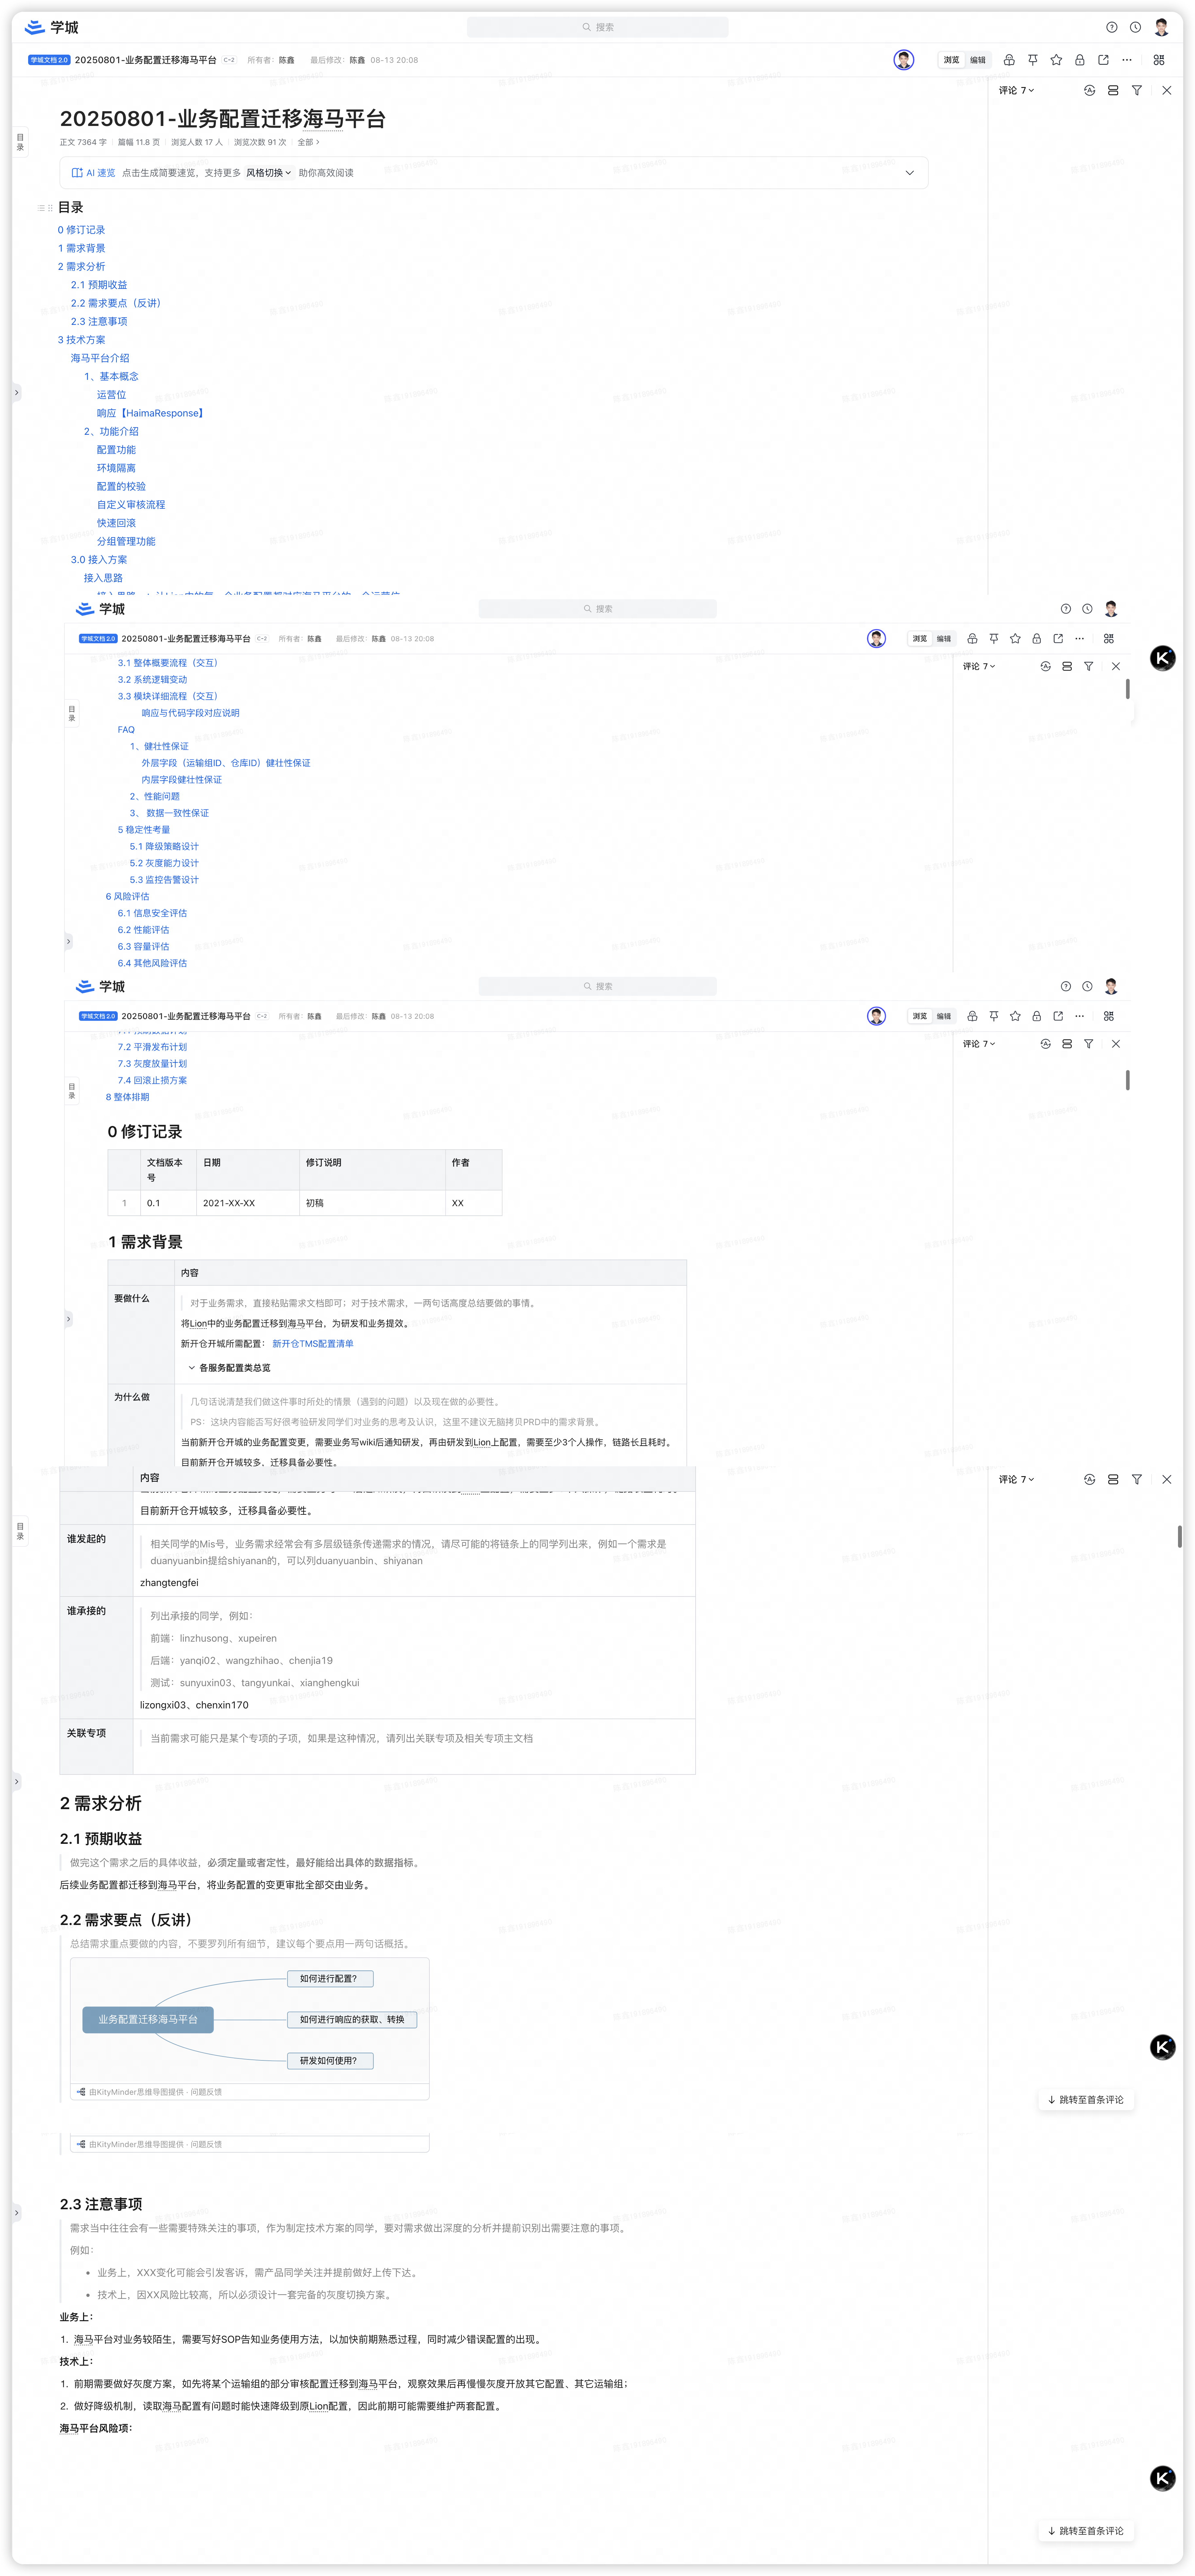 学城
搜索
学城文档2.0 20250801-业务配置迁移海马平台 C-2 所有者：陈鑫 最后修改：陈鑫 08-13 20:08
浏览 编辑
评论 7
目录
20250801-业务配置迁移海马平台
正文 7364 字 篇幅 11.8 页 浏览人数 17 人 浏览次数 91 次 全部
AI 速览 点击生成简要速览，支持更多 风格切换 助你高效阅读
目录
0 修订记录
1 需求背景
2 需求分析
2.1 预期收益
2.2 需求要点（反讲）
2.3 注意事项
3 技术方案
海马平台介绍
1、基本概念
运营位
响应【HaimaResponse】
2、功能介绍
配置功能
环境隔离
配置的校验
自定义审核流程
快速回滚
分组管理功能
3.0 接入方案
接入思路
学城
搜索
学城文档2.0 20250801-业务配置迁移海马平台 C-2 所有者：陈鑫 最后修改：陈鑫 08-13 20:08
浏览 编辑
评论 7
目录
3.1 整体概要流程（交互）
3.2 系统逻辑变动
3.3 模块详细流程（交互）
响应与代码字段对应说明
FAQ
1、健壮性保证
外层字段（运输组ID、仓库ID）健壮性保证
内层字段健壮性保证
2、性能问题
3、 数据一致性保证
5 稳定性考量
5.1 降级策略设计
5.2 灰度能力设计
5.3 监控告警设计
6 风险评估
6.1 信息安全评估
6.2 性能评估
6.3 容量评估
6.4 其他风险评估
学城
搜索
学城文档2.0 20250801-业务配置迁移海马平台 C-2 所有者：陈鑫 最后修改：陈鑫 08-13 20:08
浏览 编辑
评论 7
目录
7.2 平滑发布计划
7.3 灰度放量计划
7.4 回滚止损方案
8 整体排期
0 修订记录
文档版本号 日期 修订说明 作者
1 0.1 2021-XX-XX 初稿 XX
1 需求背景
内容
要做什么
对于业务需求，直接粘贴需求文档即可；对于技术需求，一两句话高度总结要做的事情。
将Lion中的业务配置迁移到海马平台，为研发和业务提效。
新开仓开城所需配置： 新开仓TMS配置清单
各服务配置类总览
为什么做
几句话说清楚我们做这件事时所处的情景（遇到的问题）以及现在做的必要性。
PS：这块内容能否写好很考验研发同学们对业务的思考及认识，这里不建议无脑拷贝PRD中的需求背景。
当前新开仓开城的业务配置变更，需要业务写wiki后通知研发，再由研发到Lion上配置，需要至少3个人操作，链路长且耗时。
目前新开仓开城较多，迁移具备必要性。
内容
评论 7
目录
目前新开仓开城较多，迁移具备必要性。
谁发起的
相关同学的Mis号，业务需求经常会有多层级链条传递需求的情况，请尽可能的将链条上的同学列出来，例如一个需求是
duanyuanbin提给shiyanan的，可以列duanyuanbin、shiyanan
zhangtengfei
谁承接的
列出承接的同学，例如：
前端：linzhusong、xupeiren
后端：yanqi02、wangzhihao、chenjia19
测试：sunyuxin03、tangyunkai、xianghengkui
lizongxi03、chenxin170
关联专项
当前需求可能只是某个专项的子项，如果是这种情况，请列出关联专项及相关专项主文档
2 需求分析
2.1 预期收益
做完这个需求之后的具体收益，必须定量或者定性，最好能给出具体的数据指标。
后续业务配置都迁移到海马平台，将业务配置的变更审批全部交由业务。
2.2 需求要点（反讲）
总结需求重点要做的内容，不要罗列所有细节，建议每个要点用一两句话概括。
如何进行配置?
业务配置迁移海马平台
如何进行响应的获取、转换
研发如何使用?
由KityMinder思维导图提供 · 问题反馈
跳转至首条评论
由KityMinder思维导图提供 · 问题反馈
2.3 注意事项
需求当中往往会有一些需要特殊关注的事项，作为制定技术方案的同学，要对需求做出深度的分析并提前识别出需要注意的事项。
例如：
• 业务上，XXX变化可能会引发客诉，需产品同学关注并提前做好上传下达。
• 技术上，因XX风险比较高，所以必须设计一套完备的灰度切换方案。
业务上：
1. 海马平台对业务较陌生，需要写好SOP告知业务使用方法，以加快前期熟悉过程，同时减少错误配置的出现。
技术上：
1. 前期需要做好灰度方案，如先将某个运输组的部分审核配置迁移到海马平台，观察效果后再慢慢灰度开放其它配置、其它运输组；
2. 做好降级机制，读取海马配置有问题时能快速降级到原Lion配置，因此前期可能需要维护两套配置。
海马平台风险项：
跳转至首条评论